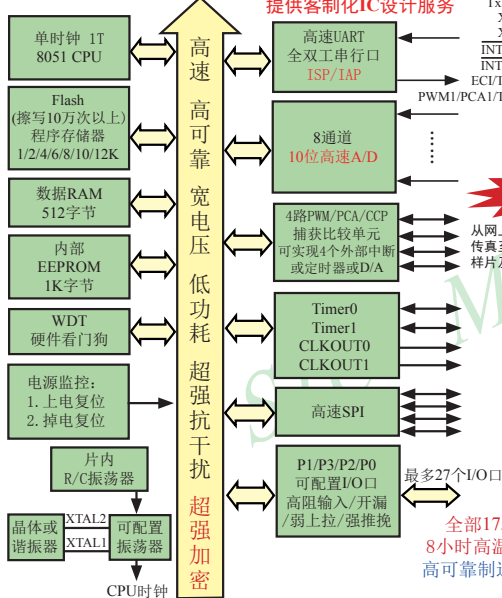 提供客制化IC设计服务
单时钟 1T
8051 CPU
Flash
(擦写10万次以上)
程序存储器
1/2/4/6/8/10/12K
数据RAM
512字节
内部
EEPROM
1K字节
WDT
硬件看门狗
电源监控:
1. 上电复位
2. 掉电复位
片内
R/C振荡器
晶体或
谐振器
XTAL2
XTAL1
可配置
振荡器
CPU时钟
高速 高可靠 宽电压 低功耗 超强抗干扰 超强加密
高速UART
全双工串行口
ISP/IAP
8通道
10位高速A/D
4路PWM/PCA/CCP
捕获比较单元
可实现4个外部中断
或定时器或D/A
Timer0
Timer1
CLKOUT0
CLKOUT1
高速SPI
P1/P3/P2/P0
可配置I/O口
高阻输入/开漏
/弱上拉/强推挽
最多27个I/O口
INT
INT
ECI/T
PWM1/PCA1/T
从网上
传真至
样片及
全部17
8小时高温
高可靠制造